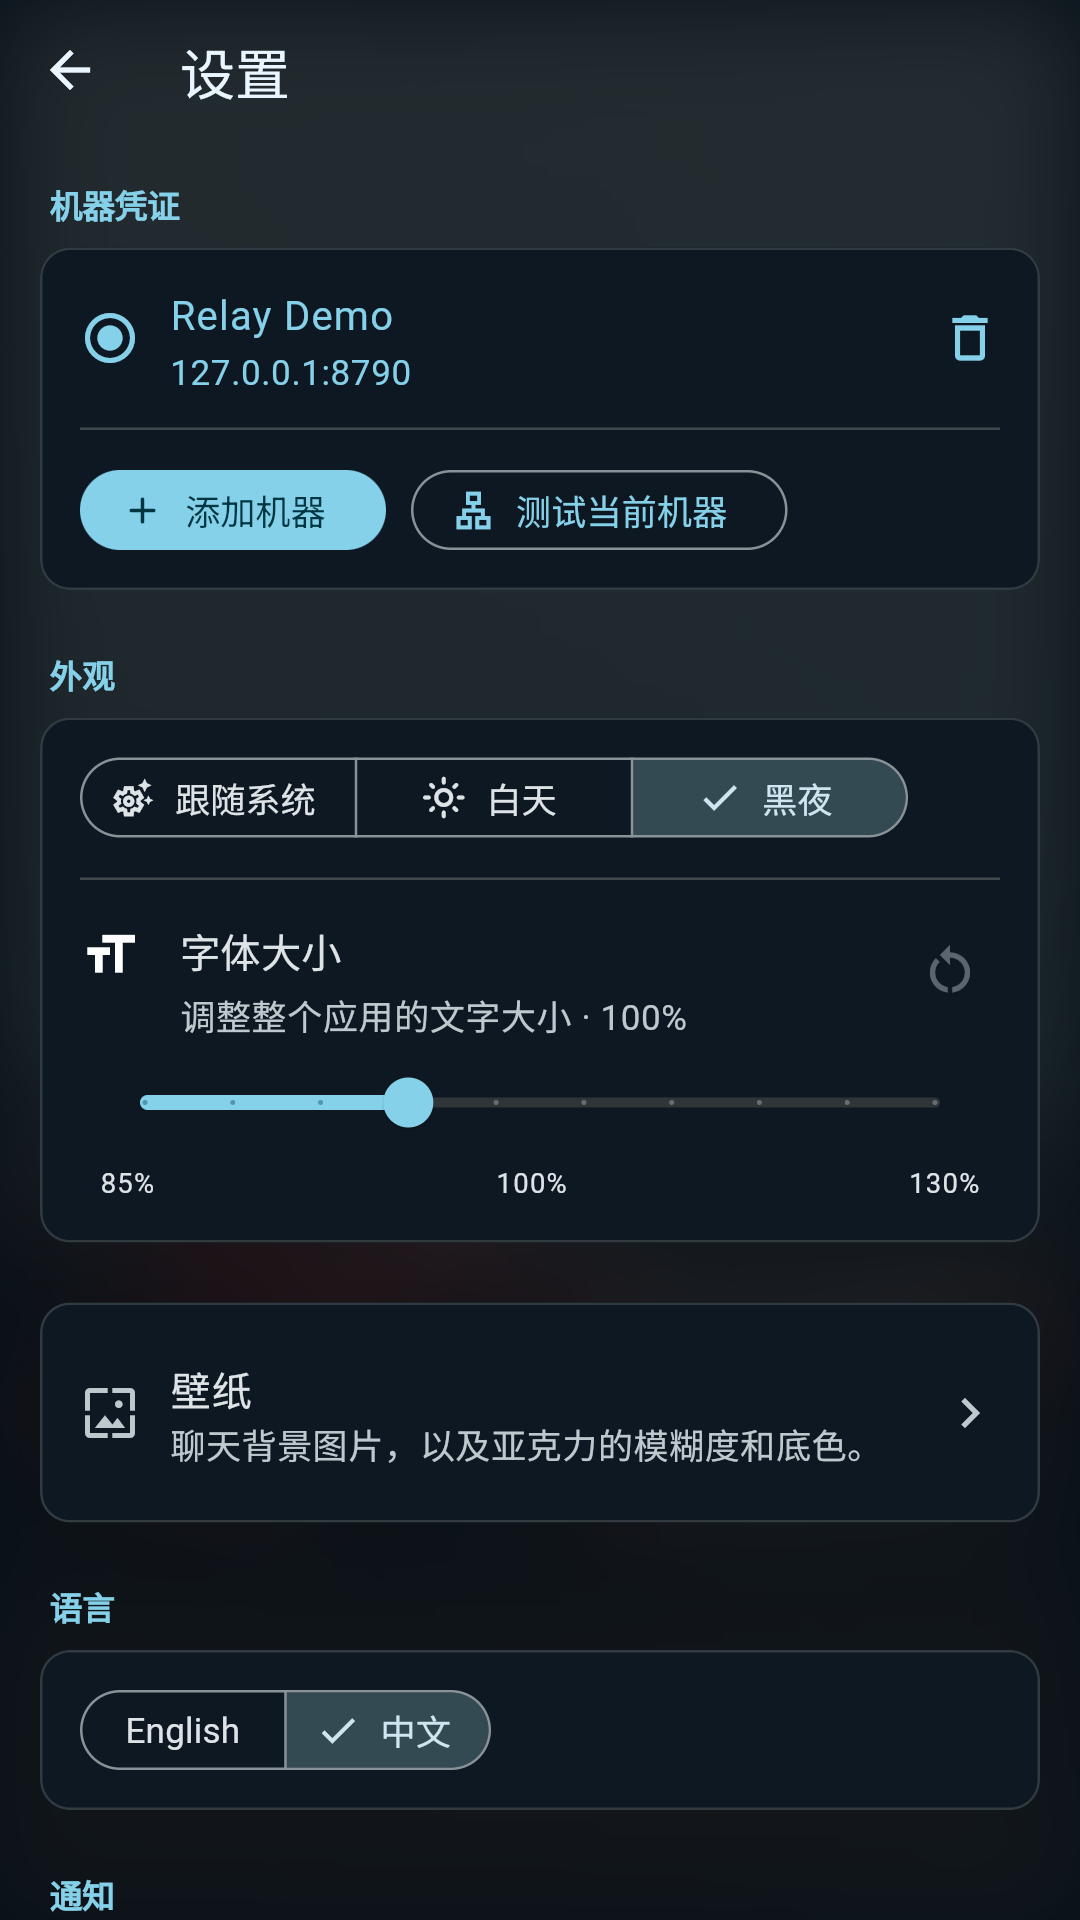 设置
机器凭证
Relay Demo
127.0.0.1:8790
添加机器
测试当前机器
外观
跟随系统
白天
黑夜
字体大小
调整整个应用的文字大小 · 100%
85%
100%
130%
壁纸
聊天背景图片，以及亚克力的模糊度和底色。
语言
English
中文
通知